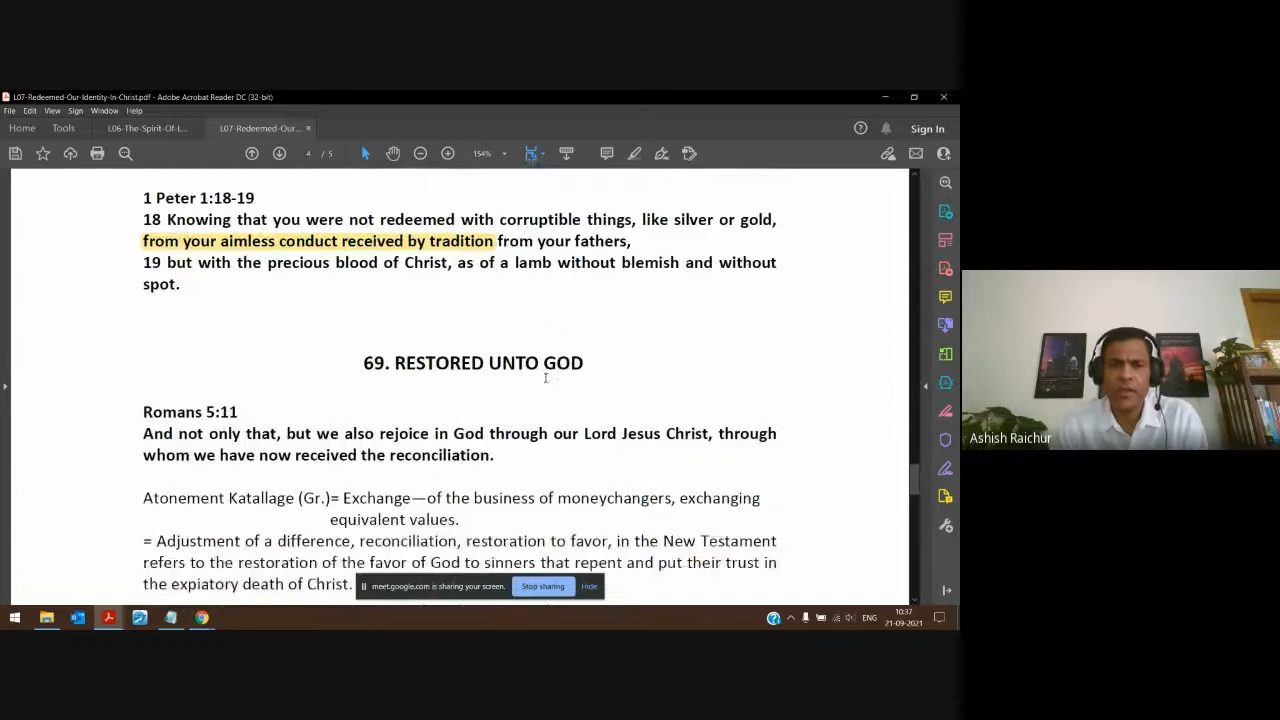 L07-Redeemed-Our-Identity-In-Christ.pdf - Adobe Acrobat Reader DC (32-bit)
File Edit View Sign Window Help
Home Tools L06-The-Spirit-Of-L... L07-Redeemed-Our... × Sign In
4 / 5 154%
1 Peter 1:18-19
18 Knowing that you were not redeemed with corruptible things, like silver or gold,
from your aimless conduct received by tradition from your fathers,
19 but with the precious blood of Christ, as of a lamb without blemish and without
spot.
69. RESTORED UNTO GOD
Romans 5:11
And not only that, but we also rejoice in God through our Lord Jesus Christ, through
whom we have now received the reconciliation.
Atonement Katallage (Gr.)= Exchange—of the business of moneychangers, exchanging
equivalent values.
= Adjustment of a difference, reconciliation, restoration to favor, in the New Testament
refers to the restoration of the favor of God to sinners that repent and put their trust in
the expiatory death of Christ.
meet.google.com is sharing your screen. Stop sharing Hide
Ashish Raichur
ENG
10:37
21-09-2021